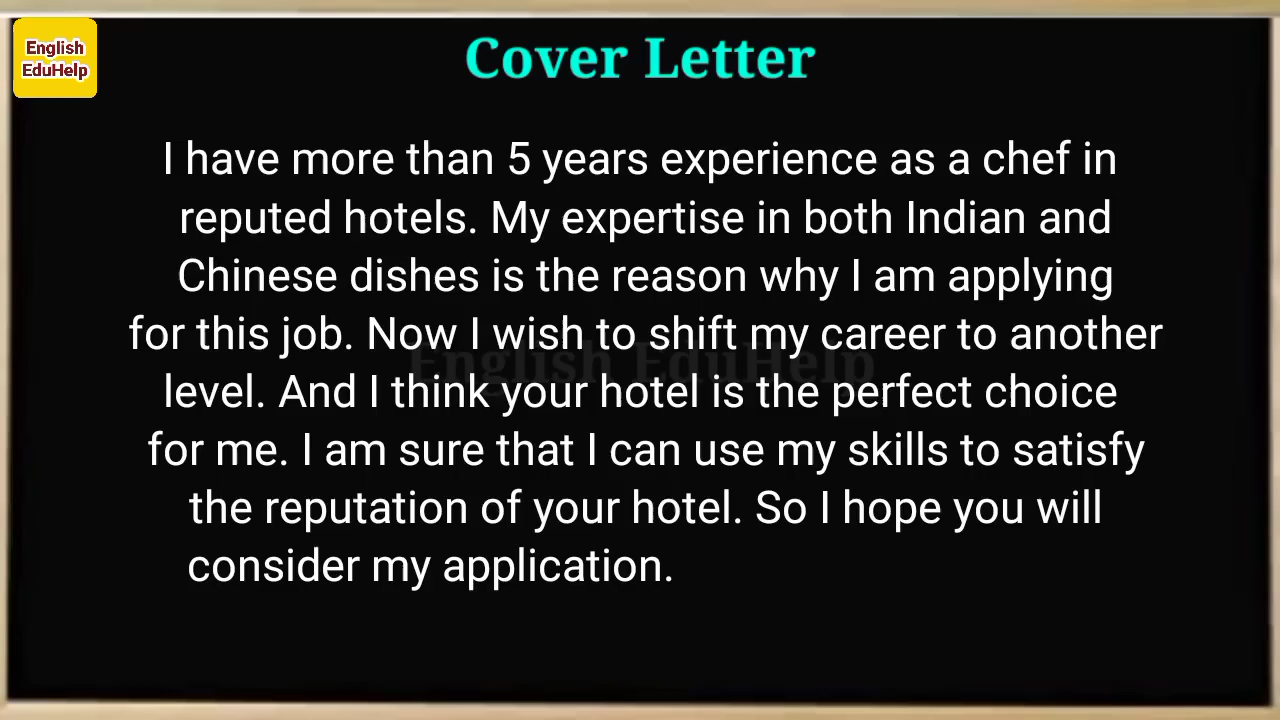 English
EduHelp
Cover Letter
I have more than 5 years experience as a chef in
reputed hotels. My expertise in both Indian and
Chinese dishes is the reason why I am applying
for this job. Now I wish to shift my career to another
level. And I think your hotel is the perfect choice
for me. I am sure that I can use my skills to satisfy
the reputation of your hotel. So I hope you will
consider my application.
English EduHelp